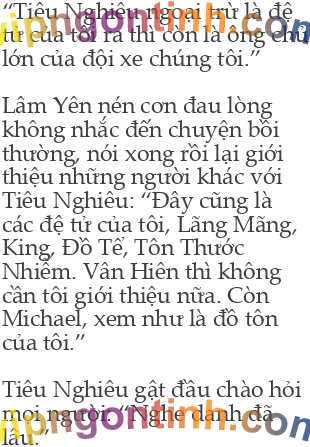 “Tiêu Nghiêu ngoại trừ là đệ
tử của tôi ra thì còn là ông chủ
lớn của đội xe chúng tôi.”
Lâm Yên nén cơn đau lòng
không nhắc đến chuyện bồi
thường, nói xong rồi lại giới
thiệu những người khác với
Tiêu Nghiêu: “Đây cũng là
các đệ tử của tôi, Lãng Mãng,
King, Đồ Tể, Tôn Thước
Nhiễm. Vân Hiên thì không
cần tôi giới thiệu nữa. Còn
Michael, xem như là đồ tôn
của tôi.”
Tiêu Nghiêu gật đầu chào hỏi
mọi người: “Nghe danh đã
lâu.”
vipngontinh.com
vipngontinh.com